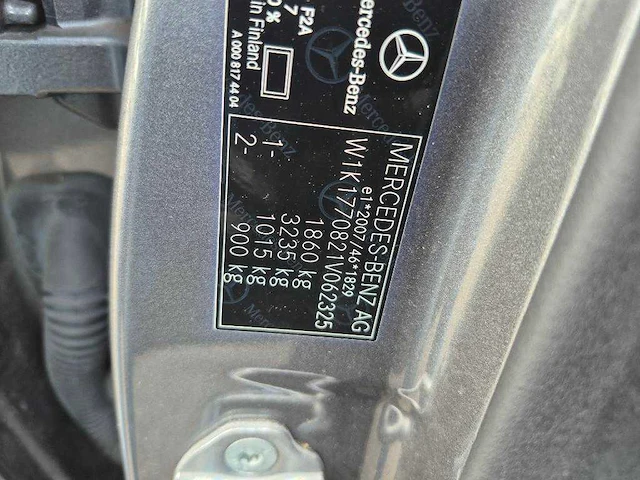 MERCEDES-BENZ AG
e1*2007/46*1829
W1K1770821V062325
1860 kg
3235 kg
1- 1015 kg
2- 900 kg
Mercedes-Benz
F2A
7
%
in Finland
A 000 817 44 04